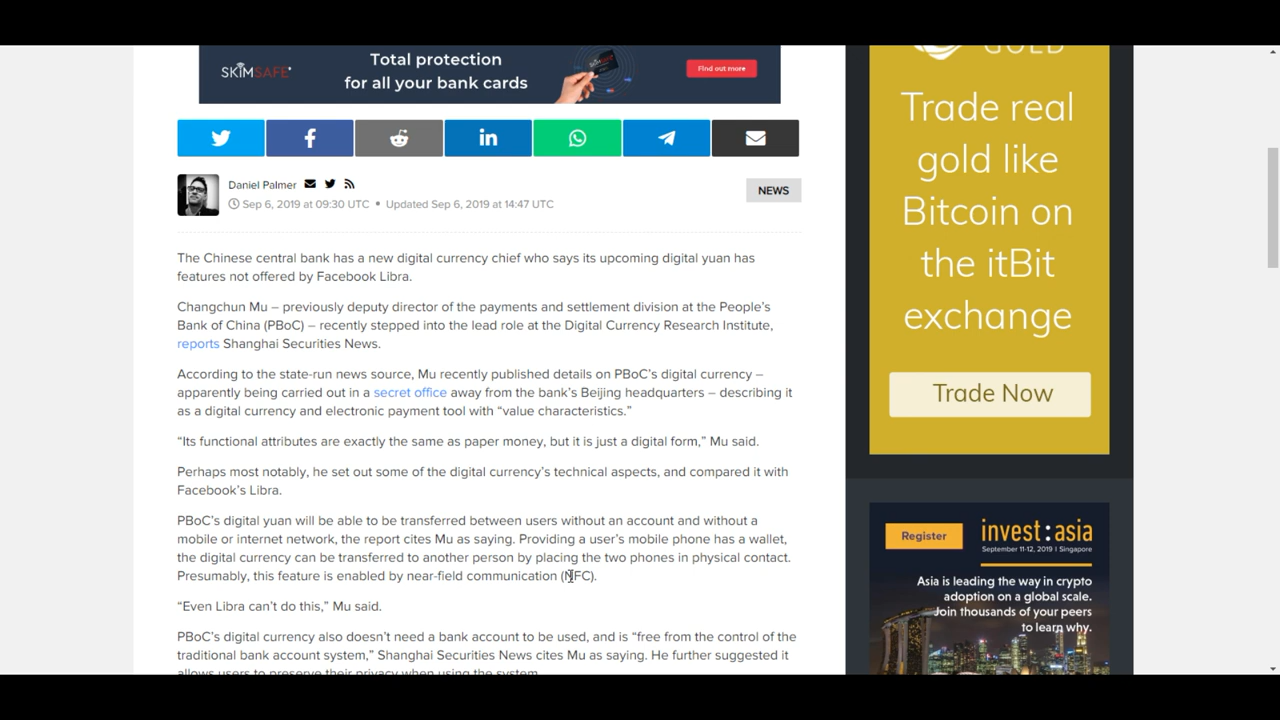 SKIMSAFE
Total protection
for all your bank cards
Find out more
Daniel Palmer
Sep 6, 2019 at 09:30 UTC • Updated Sep 6, 2019 at 14:47 UTC
NEWS
The Chinese central bank has a new digital currency chief who says its upcoming digital yuan has
features not offered by Facebook Libra.
Changchun Mu – previously deputy director of the payments and settlement division at the People's
Bank of China (PBoC) – recently stepped into the lead role at the Digital Currency Research Institute,
reports Shanghai Securities News.
According to the state-run news source, Mu recently published details on PBoC's digital currency –
apparently being carried out in a secret office away from the bank's Beijing headquarters – describing it
as a digital currency and electronic payment tool with “value characteristics.”
“Its functional attributes are exactly the same as paper money, but it is just a digital form,” Mu said.
Perhaps most notably, he set out some of the digital currency's technical aspects, and compared it with
Facebook's Libra.
PBoC's digital yuan will be able to be transferred between users without an account and without a
mobile or internet network, the report cites Mu as saying. Providing a user's mobile phone has a wallet,
the digital currency can be transferred to another person by placing the two phones in physical contact.
Presumably, this feature is enabled by near-field communication (NFC).
“Even Libra can't do this,” Mu said.
PBoC's digital currency also doesn't need a bank account to be used, and is “free from the control of the
traditional bank account system,” Shanghai Securities News cites Mu as saying. He further suggested it
allows users to preserve their privacy when using the system.
GOLD
Trade real
gold like
Bitcoin on
the itBit
exchange
Trade Now
Register
invest:asia
September 11-12, 2019 | Singapore
Asia is leading the way in crypto
adoption on a global scale.
Join thousands of your peers
to learn why.